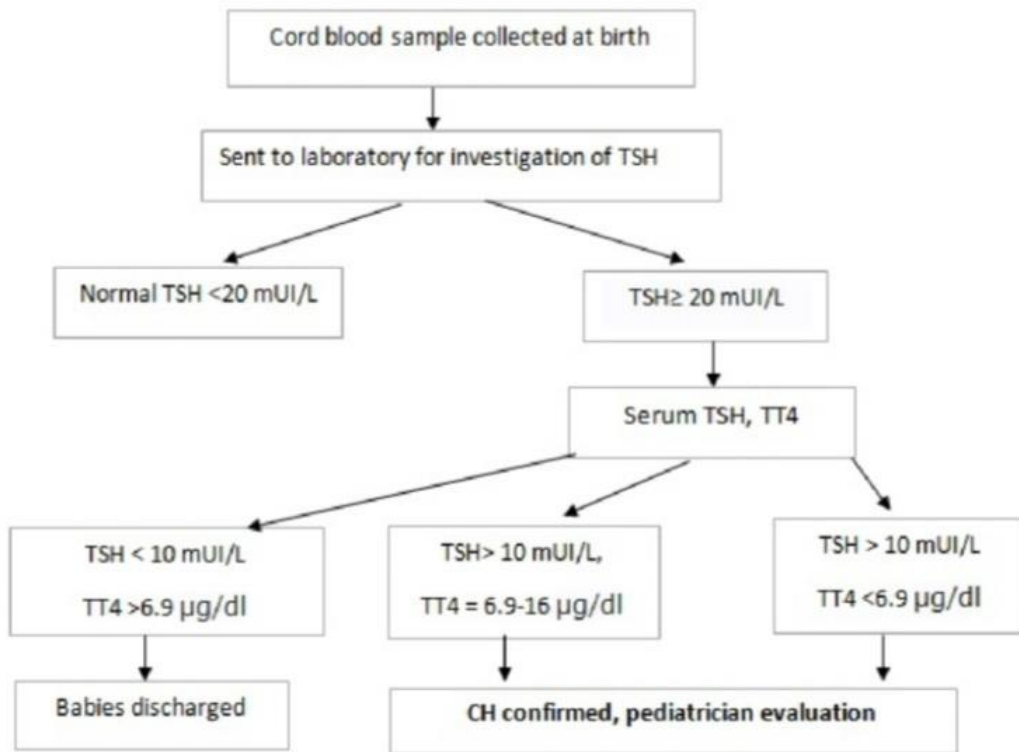 Cord blood sample collected at birth
Sent to laboratory for investigation of TSH
Normal TSH <20 mUI/L
TSH≥ 20 mUI/L
Serum TSH, TT4
TSH < 10 mUI/L
TT4 >6.9 µg/dl
TSH> 10 mUI/L,
TT4 = 6.9-16 µg/dl
TSH > 10 mUI/L
TT4 <6.9 µg/dl
Babies discharged
CH confirmed, pediatrician evaluation